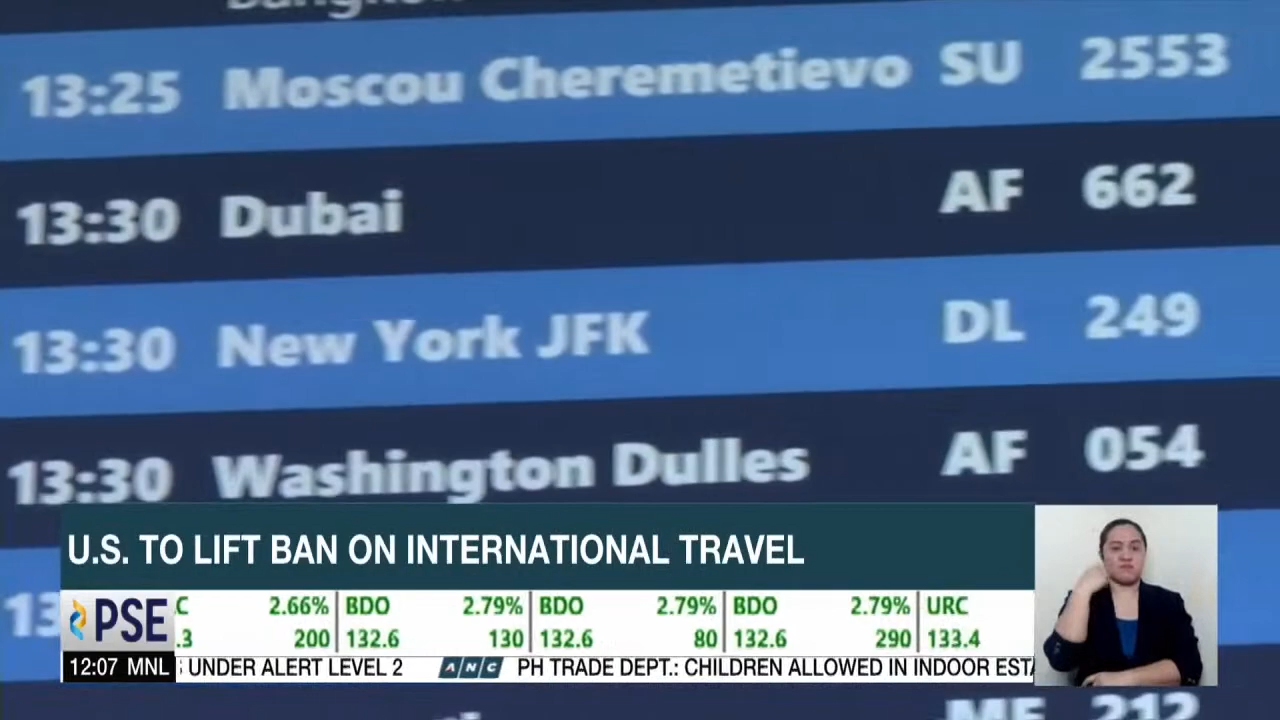 13:25 Moscou Cheremetievo SU 2553
13:30 Dubai AF 662
13:30 New York JFK DL 249
13:30 Washington Dulles AF 054
U.S. TO LIFT BAN ON INTERNATIONAL TRAVEL
13
PSE
C 2.66% BDO 2.79% BDO 2.79% BDO 2.79% URC
.3 200 132.6 130 132.6 80 132.6 290 133.4
12:07 MNL UNDER ALERT LEVEL 2 ANC PH TRADE DEPT.: CHILDREN ALLOWED IN INDOOR ESTA
212